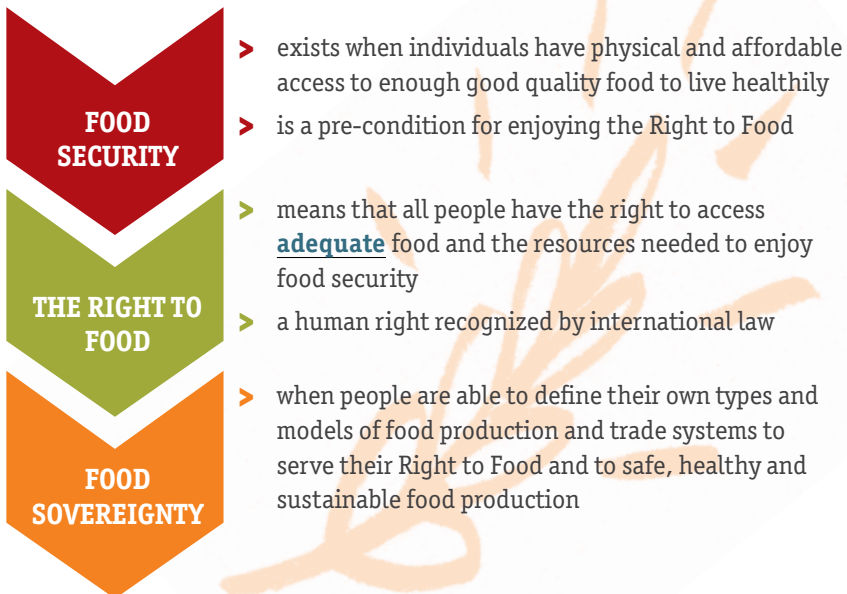 FOOD
SECURITY
> exists when individuals have physical and affordable
access to enough good quality food to live healthily
> is a pre-condition for enjoying the Right to Food
THE RIGHT TO
FOOD
> means that all people have the right to access
adequate food and the resources needed to enjoy
food security
> a human right recognized by international law
FOOD
SOVEREIGNTY
> when people are able to define their own types and
models of food production and trade systems to
serve their Right to Food and to safe, healthy and
sustainable food production